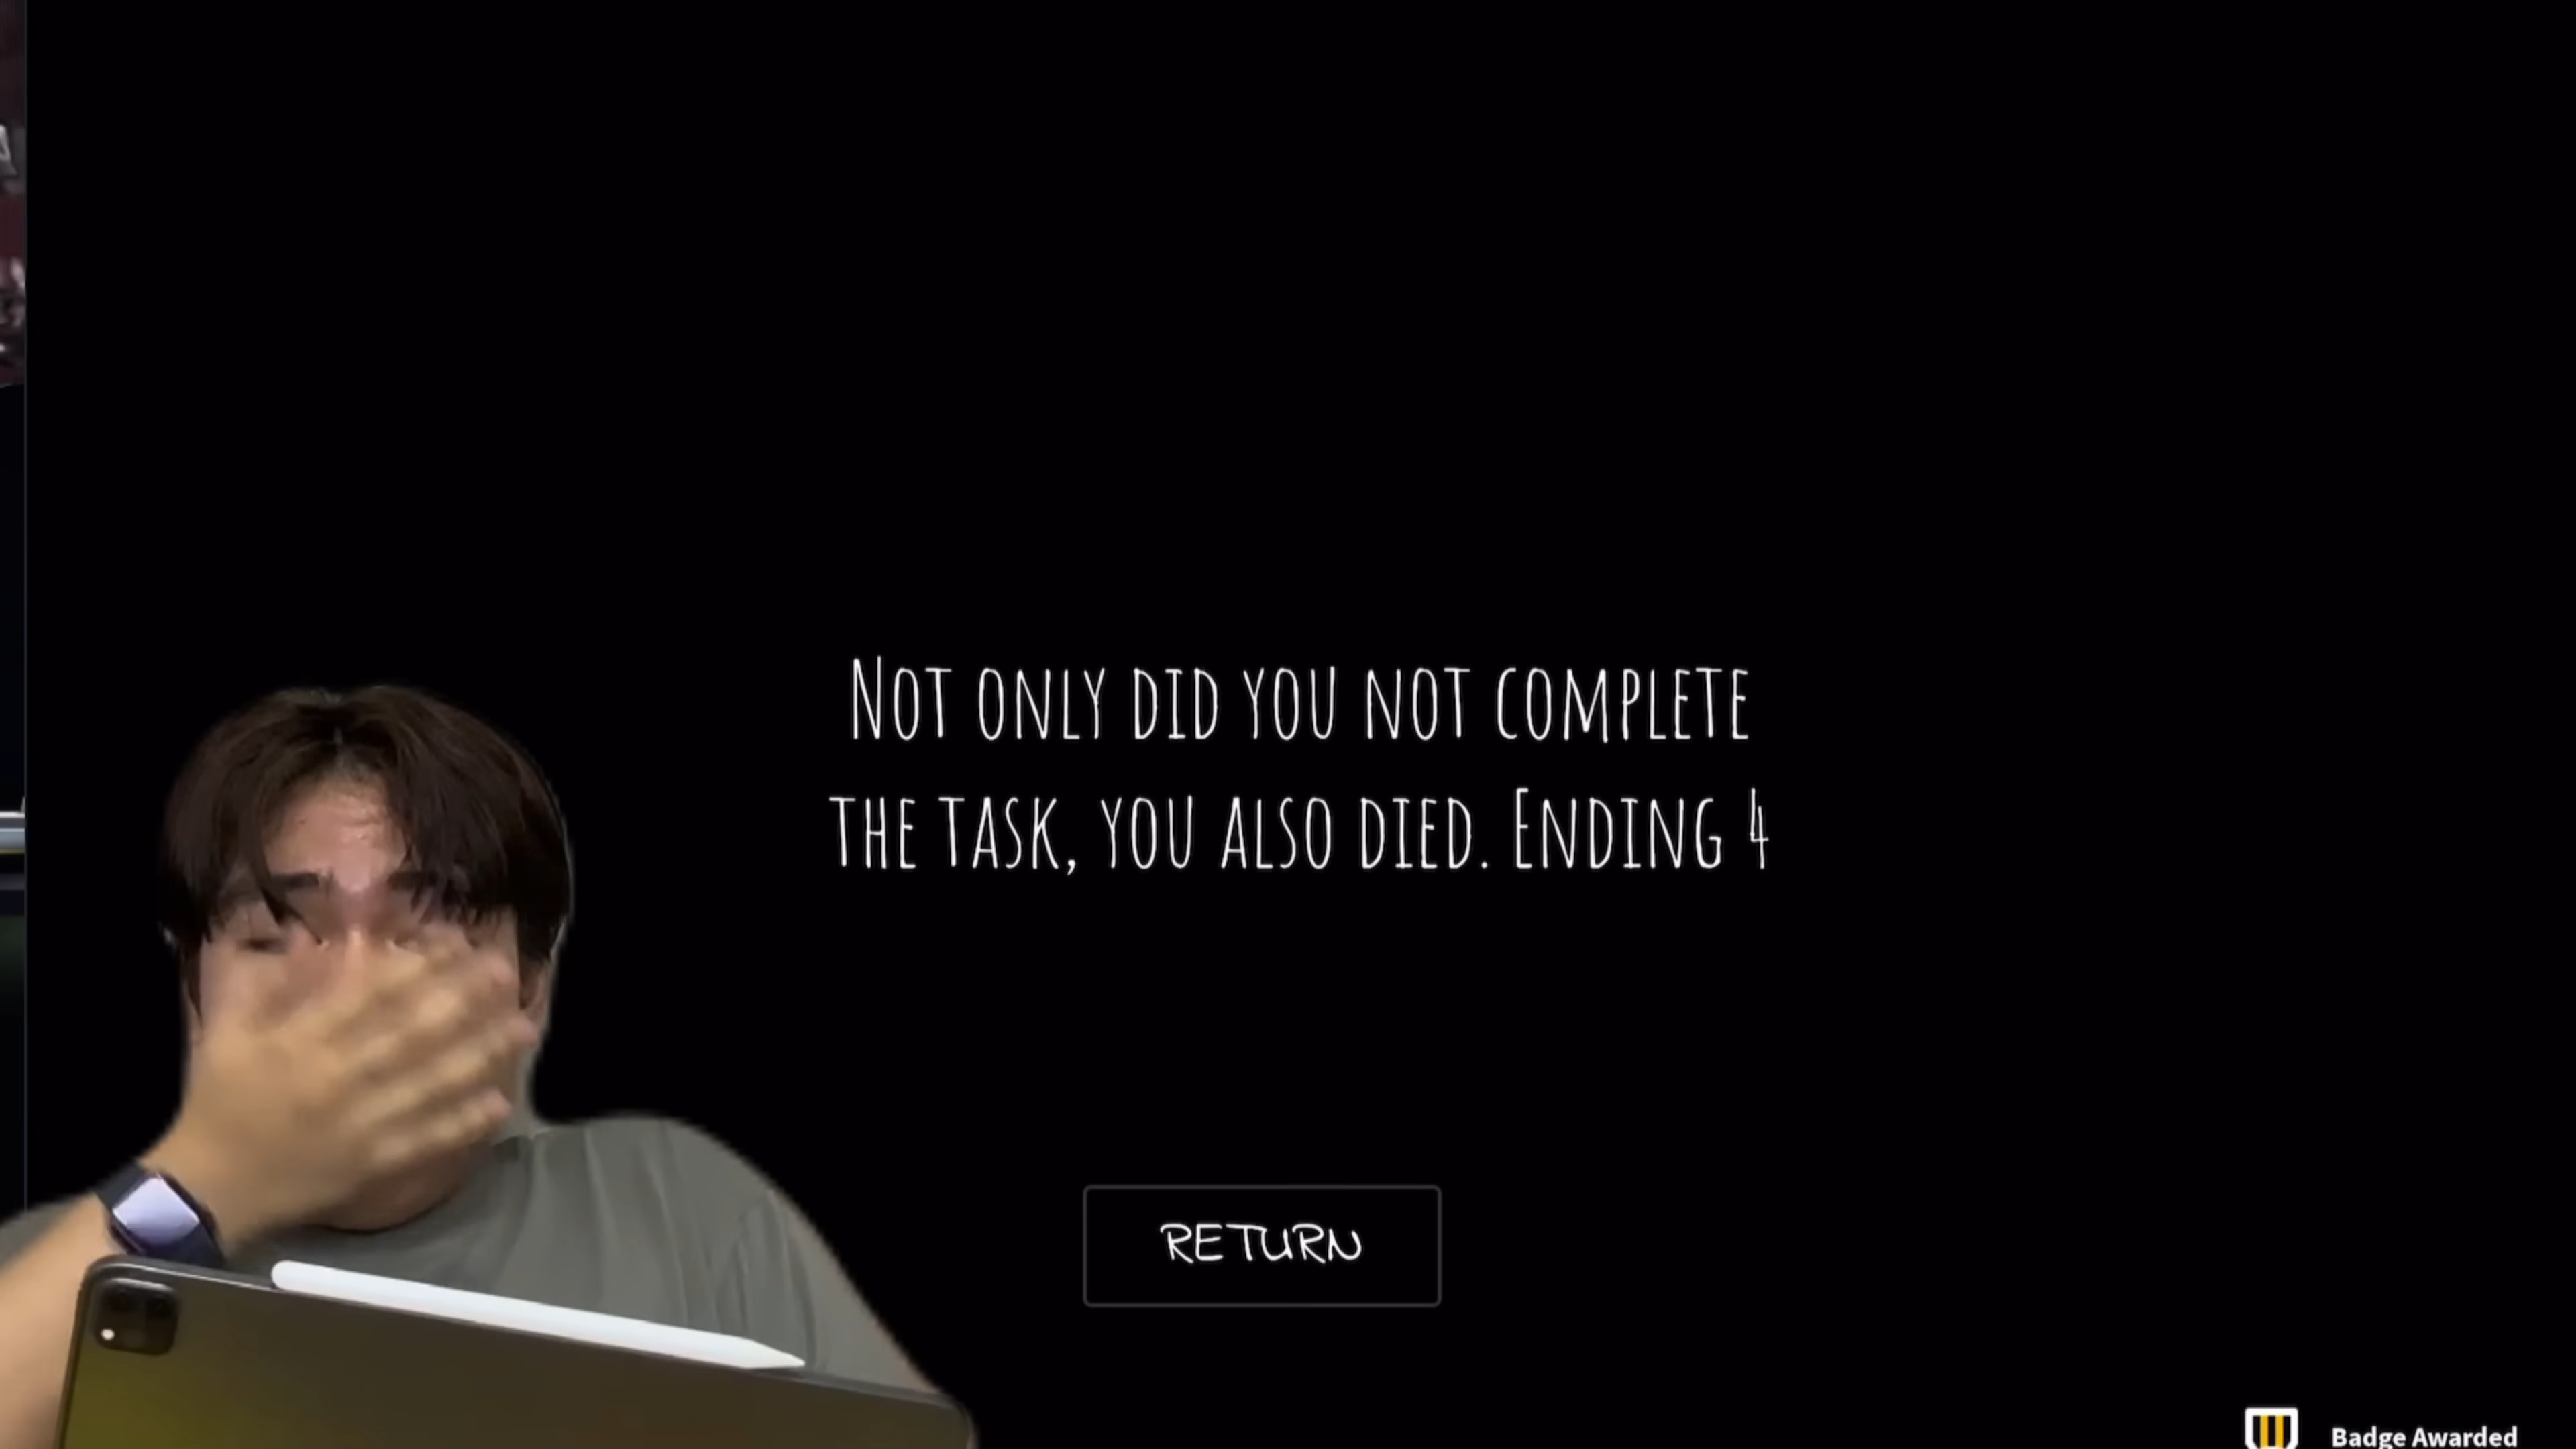 Not only did you not complete
the task, you also died. Ending 4
RETURN
Badge Awarded